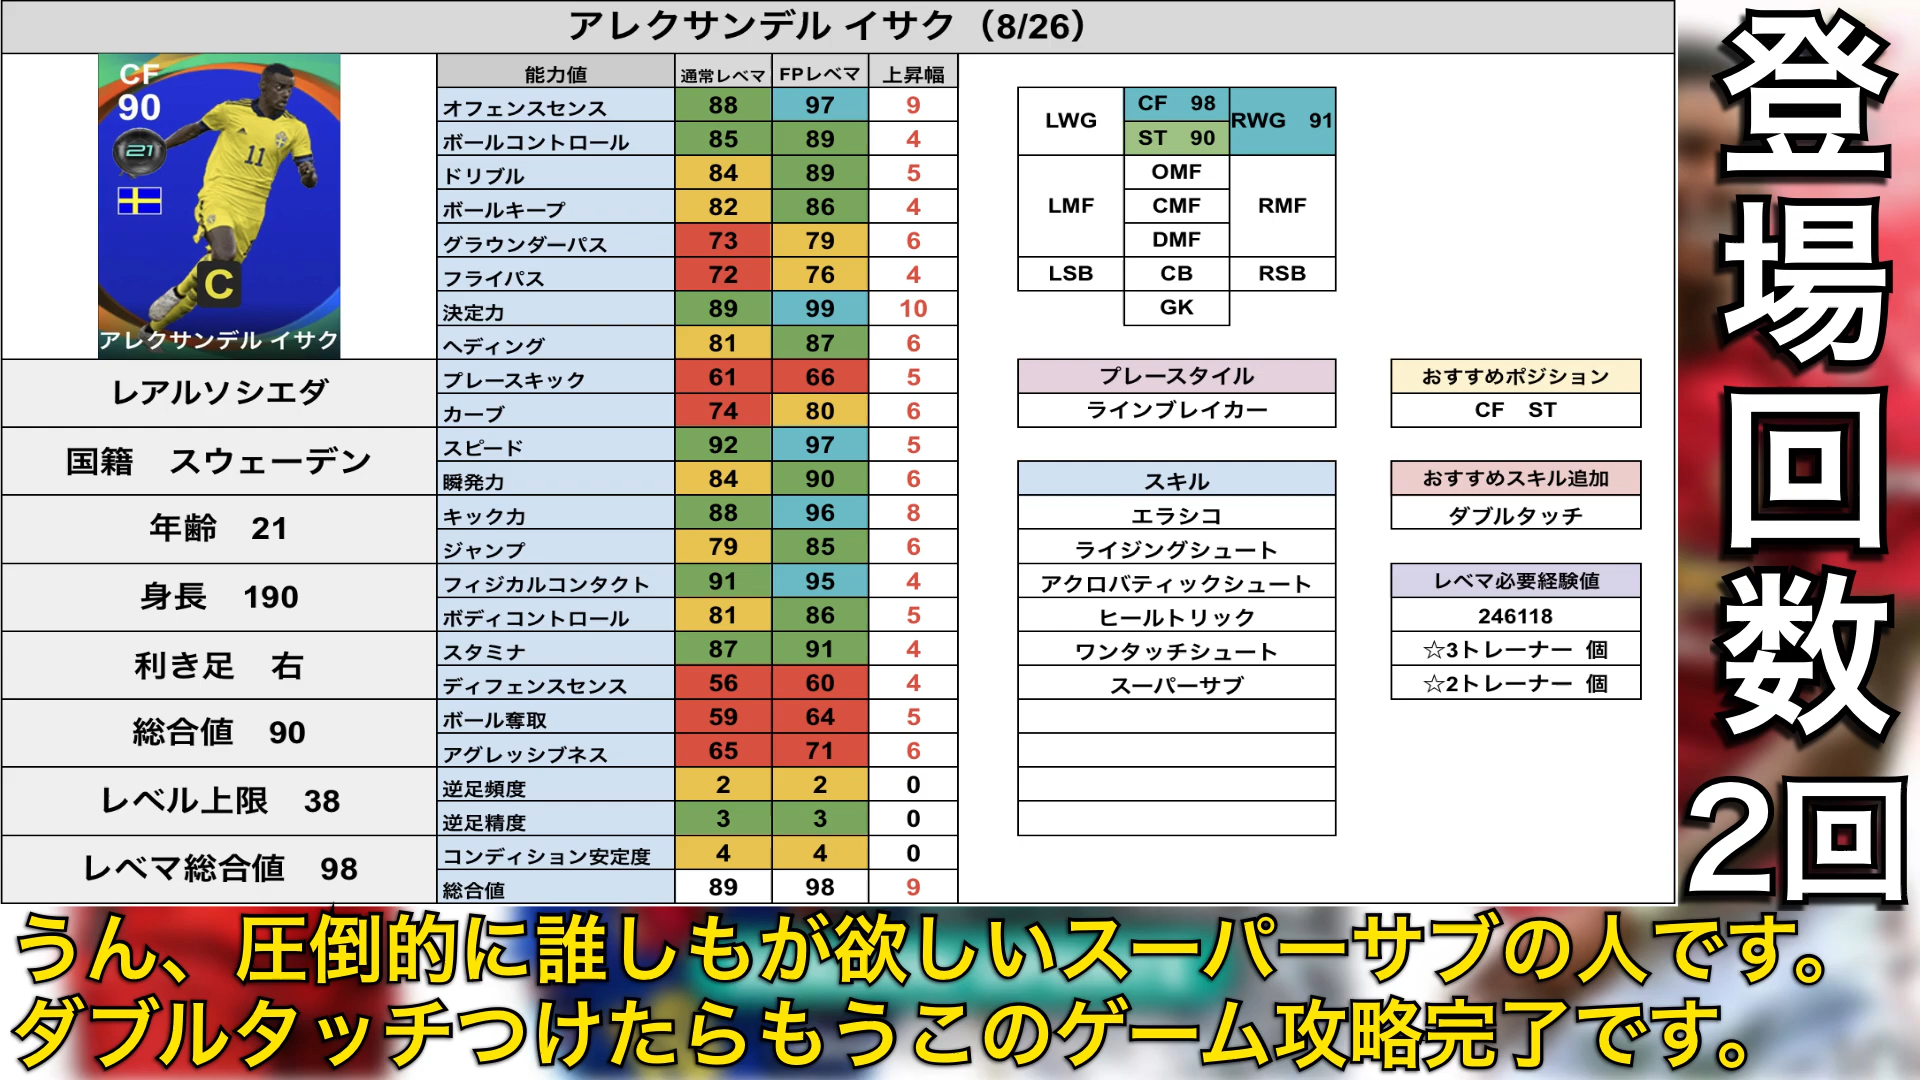 アレクサンデル イサク（8/26）
CF
90
21
11
C
アレクサンデル イサク
レアルソシエダ
国籍　スウェーデン
年齢　21
身長　190
利き足　右
総合値　90
レベル上限　38
レベマ総合値　98
能力値 通常レベマ FPレベマ 上昇幅
オフェンスセンス 88 97 9
ボールコントロール 85 89 4
ドリブル 84 89 5
ボールキープ 82 86 4
グラウンダーパス 73 79 6
フライパス 72 76 4
決定力 89 99 10
ヘディング 81 87 6
プレースキック 61 66 5
カーブ 74 80 6
スピード 92 97 5
瞬発力 84 90 6
キック力 88 96 8
ジャンプ 79 85 6
フィジカルコンタクト 91 95 4
ボディコントロール 81 86 5
スタミナ 87 91 4
ディフェンスセンス 56 60 4
ボール奪取 59 64 5
アグレッシブネス 65 71 6
逆足頻度 2 2 0
逆足精度 3 3 0
コンディション安定度 4 4 0
総合値 89 98 9
LWG CF 98 RWG 91
ST 90
OMF
LMF CMF RMF
DMF
LSB CB RSB
GK
プレースタイル
ラインブレイカー
スキル
エラシコ
ライジングシュート
アクロバティックシュート
ヒールトリック
ワンタッチシュート
スーパーサブ
おすすめポジション
CF　ST
おすすめスキル追加
ダブルタッチ
レベマ必要経験値
246118
☆3トレーナー 個
☆2トレーナー 個
登場回数2回
うん、圧倒的に誰しもが欲しいスーパーサブの人です。
ダブルタッチつけたらもうこのゲーム攻略完了です。